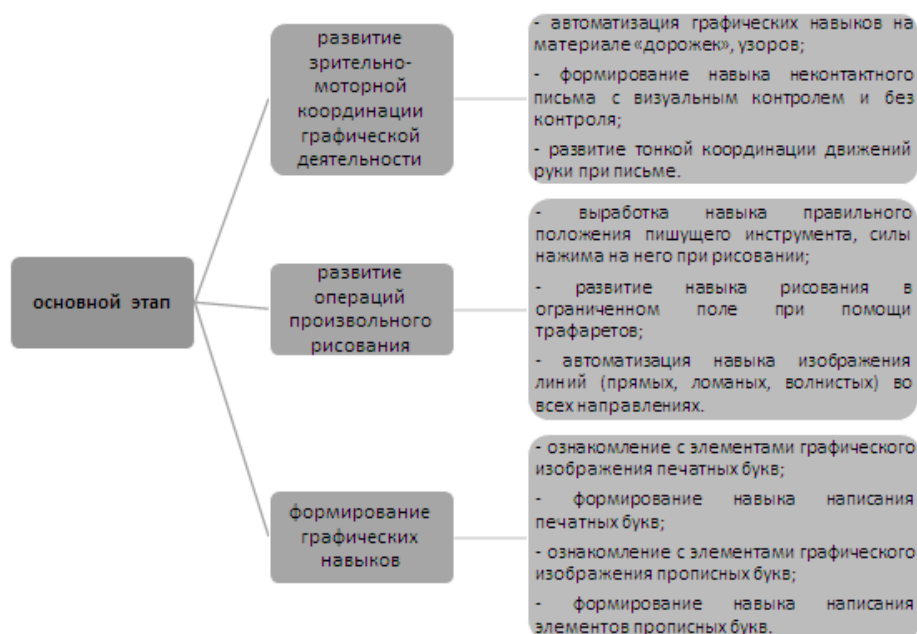 основной этап
развитие
зрительно-
моторной
координации
графической
деятельности
- автоматизация графических навыков на
материале «дорожек», узоров;
- формирование навыка неконтактного
письма с визуальным контролем и без
контроля;
- развитие тонкой координации движений
руки при письме.
развитие
операций
произвольного
рисования
- выработка навыка правильного
положения пишущего инструмента, силы
нажима на него при рисовании;
- развитие навыка рисования в
ограниченном поле при помощи
трафаретов;
- автоматизация навыка изображения
линий (прямых, ломаных, волнистых) во
всех направлениях.
формирование
графических
навыков
- ознакомление с элементами графического
изображения печатных букв;
- формирование навыка написания
печатных букв;
- ознакомление с элементами графического
изображения прописных букв;
- формирование навыка написания
элементов прописных букв.